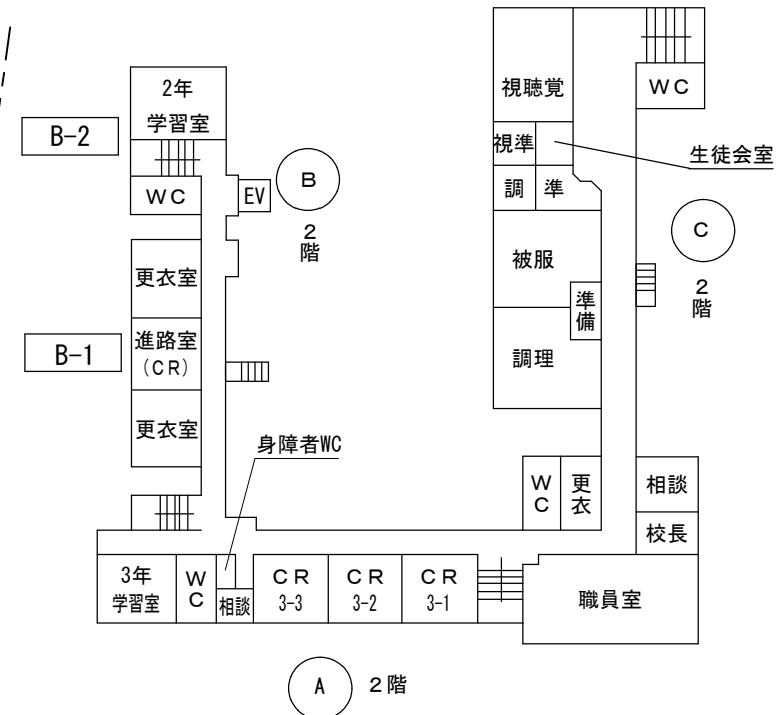 2年
学習室
B-2
WC
EV
B
2
階
更衣室
B-1
進路室
(CR)
更衣室
身障者WC
視聴覚
WC
視準
生徒会室
調
準
C
2
階
被服
準
備
調理
W
C
更
衣
相談
校長
3年
学習室
W
C
相談
CR
3-3
CR
3-2
CR
3-1
職員室
A
2階